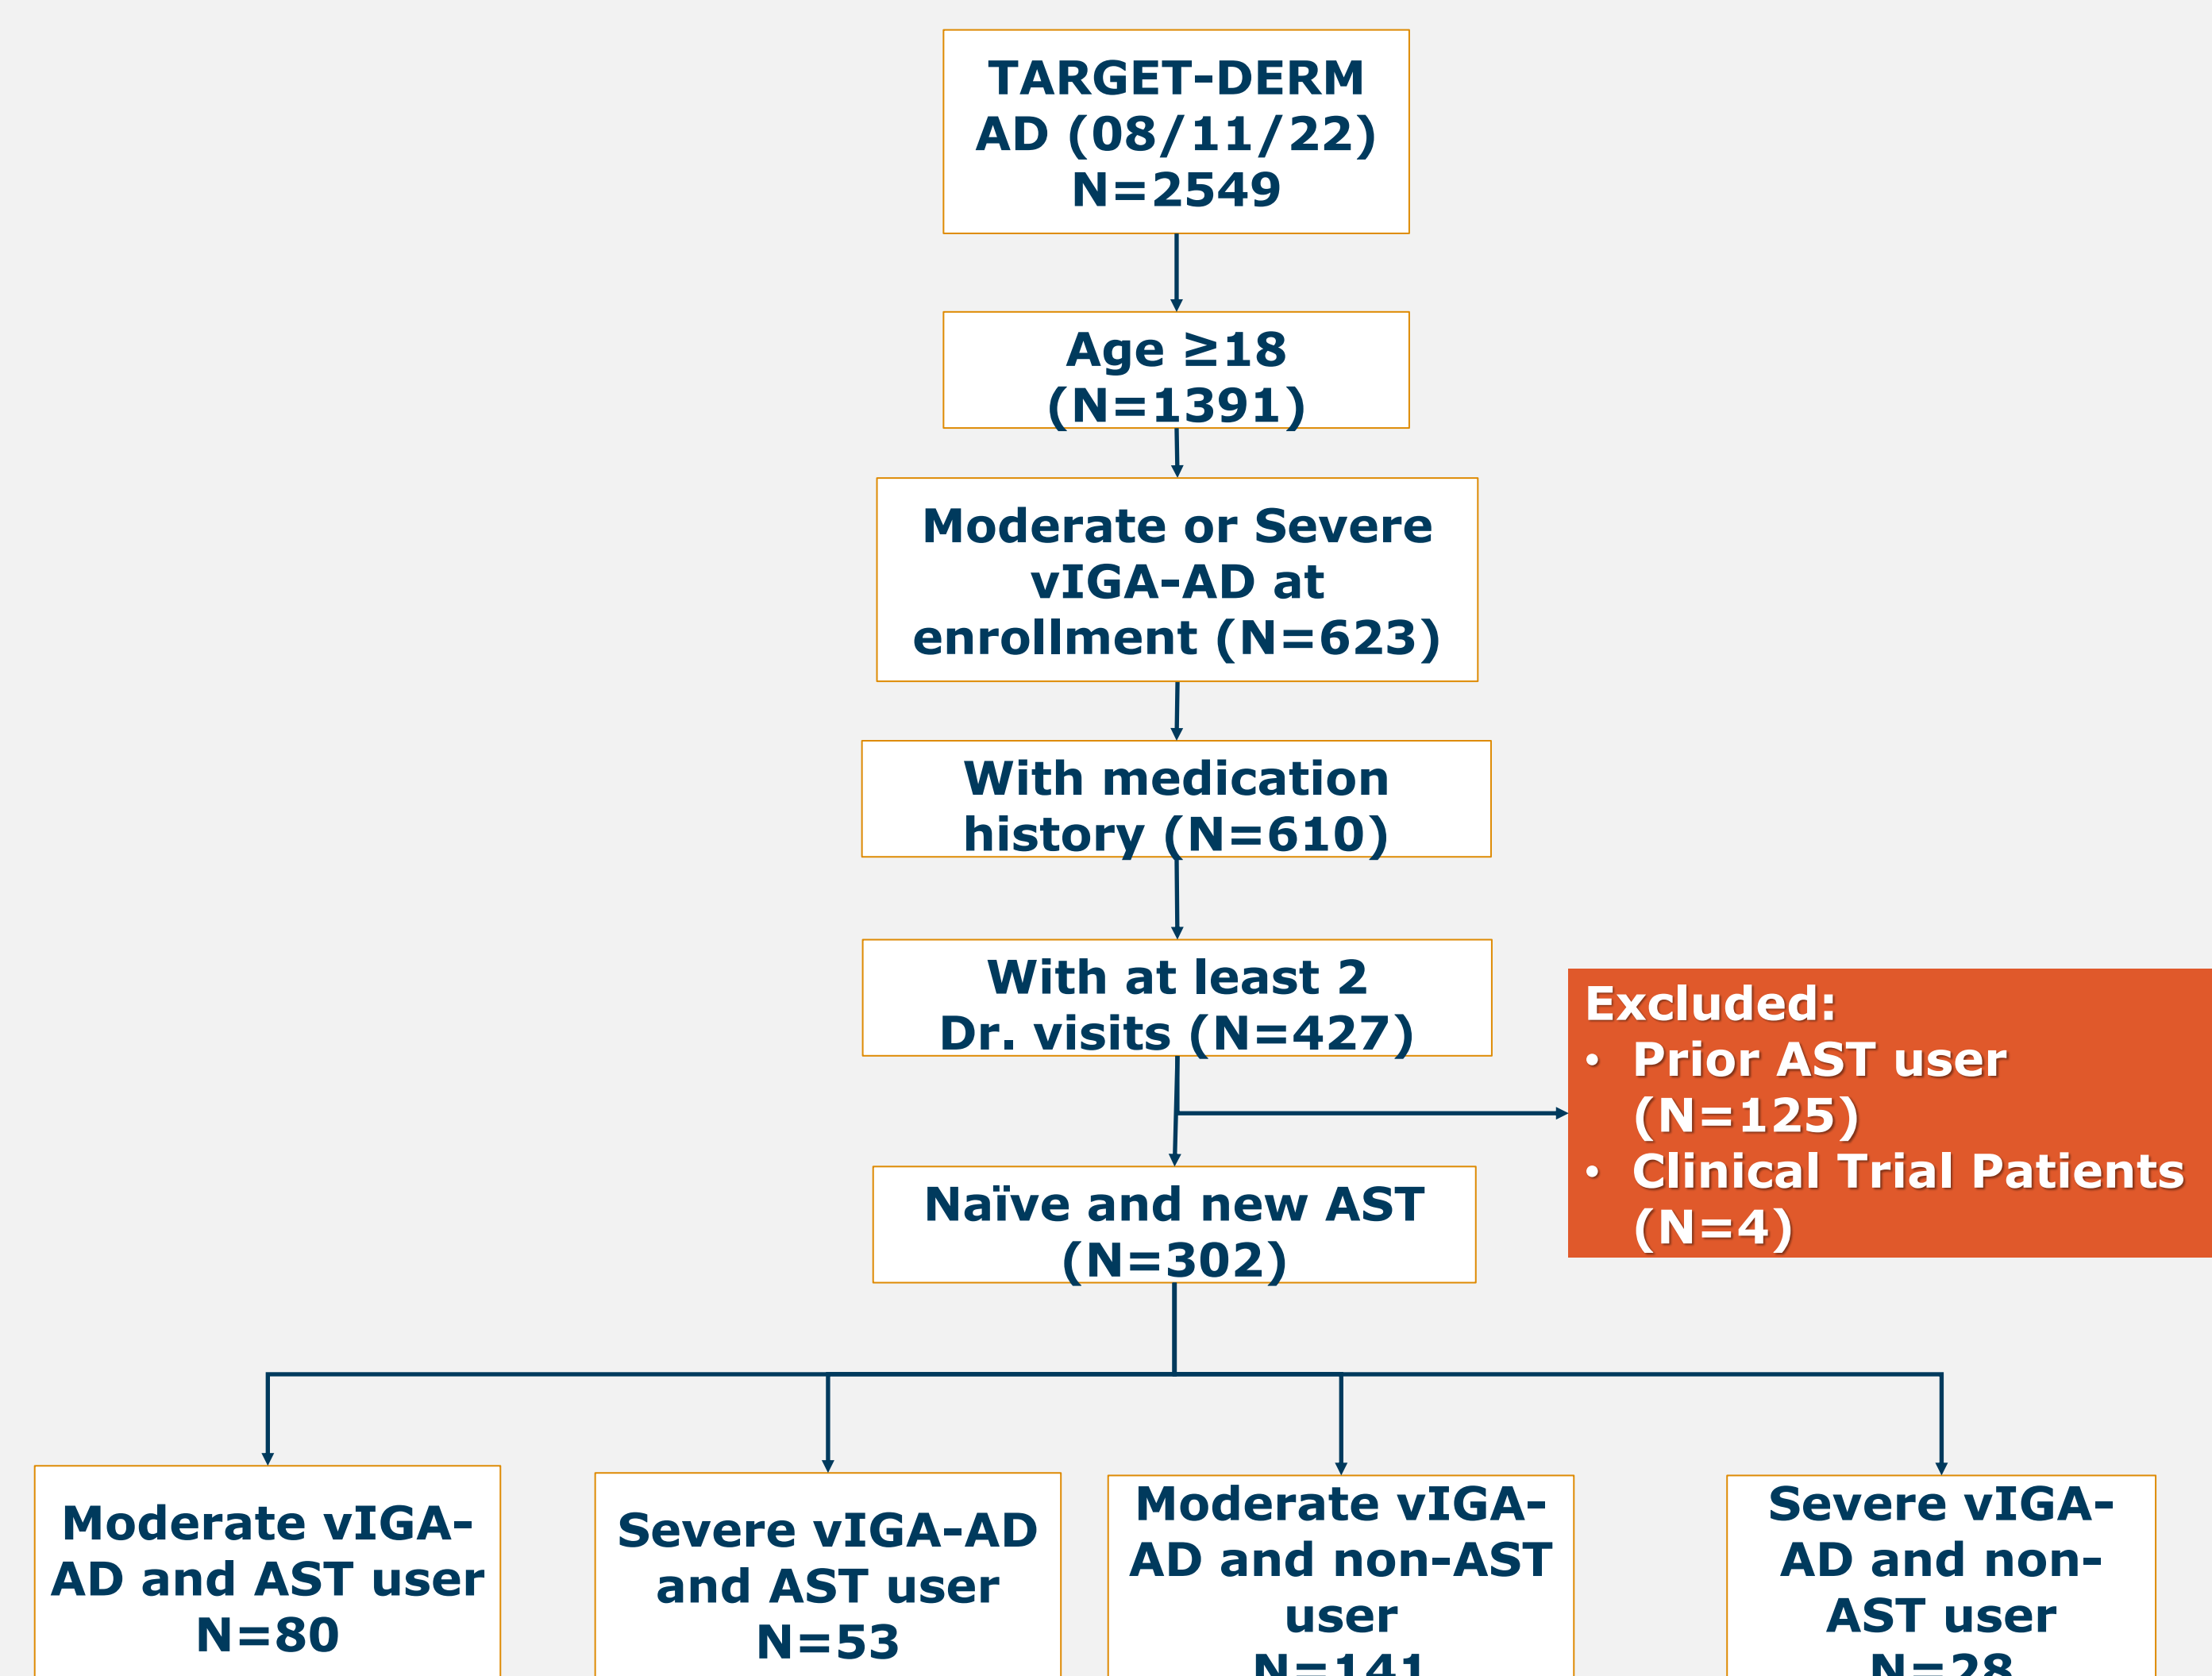 TARGET-DERM
AD (08/11/22)
N=2549
Age ≥18
(N=1391)
Moderate or Severe
vIGA-AD at
enrollment (N=623)
With medication
history (N=610)
With at least 2
Dr. visits (N=427)
Excluded:
• Prior AST user
(N=125)
• Clinical Trial Patients
(N=4)
Naïve and new AST
(N=302)
Moderate vIGA-
AD and AST user
N=80
Severe vIGA-AD
and AST user
N=53
Moderate vIGA-
AD and non-AST
user
N=141
Severe vIGA-
AD and non-
AST user
N=28